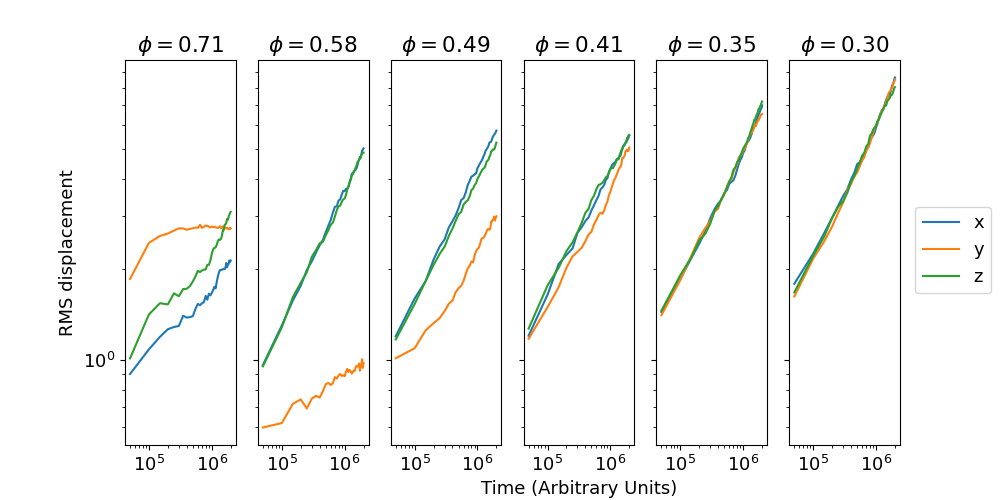 ϕ = 0.71 ϕ = 0.58 ϕ = 0.49 ϕ = 0.41 ϕ = 0.35 ϕ = 0.30
RMS displacement
10⁰
x
y
z
10⁵ 10⁶ 10⁵ 10⁶ 10⁵ 10⁶ 10⁵ 10⁶ 10⁵ 10⁶ 10⁵ 10⁶
Time (Arbitrary Units)